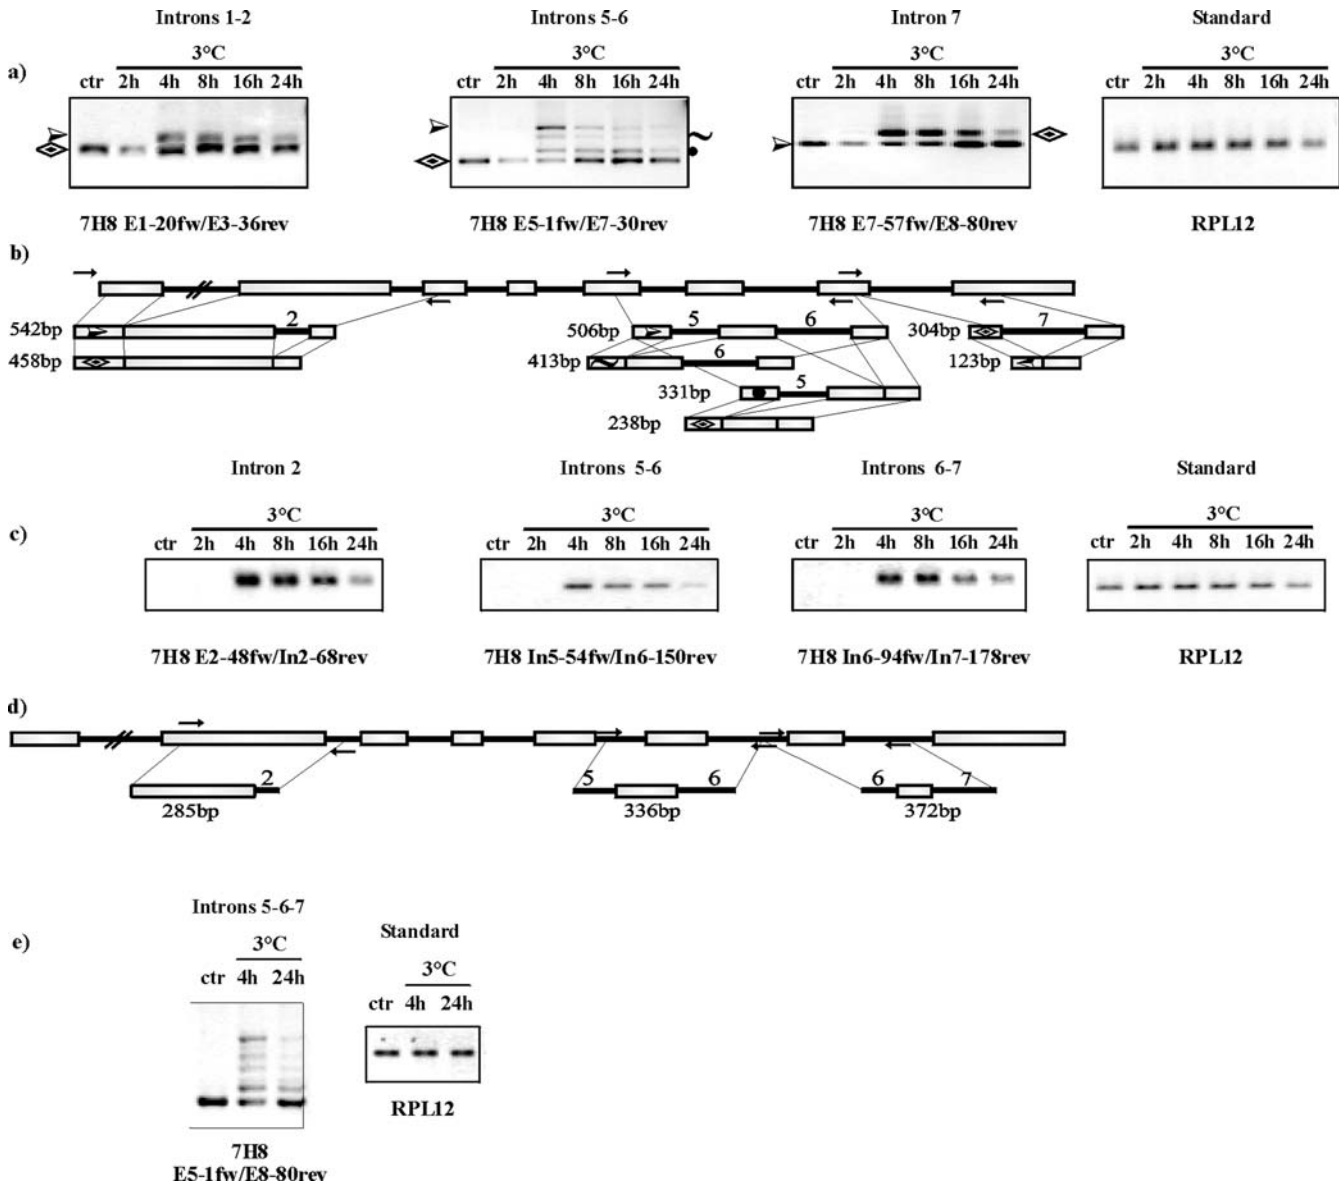 Introns 1-2 Introns 5-6 Intron 7 Standard
a)
3°C 3°C 3°C 3°C
ctr 2h 4h 8h 16h 24h ctr 2h 4h 8h 16h 24h ctr 2h 4h 8h 16h 24h ctr 2h 4h 8h 16h 24h
7H8 E1-20fw/E3-36rev 7H8 E5-1fw/E7-30rev 7H8 E7-57fw/E8-80rev RPL12
b)
542bp 2 506bp 5 6 304bp 7
458bp 413bp 6 123bp
331bp 5
238bp
Intron 2 Introns 6-7 Introns 5-6 Standard
c)
3°C 3°C 3°C 3°C
ctr 2h 4h 8h 16h 24h ctr 2h 4h 8h 16h 24h ctr 2h 4h 8h 16h 24h ctr 2h 4h 8h 16h 24h
7H8 E2-48fw/In2-68rev 7H8 In5-54fw/In6-150rev 7H8 In6-94fw/In7-178rev RPL12
d)
2 5 6 6 7
285bp 336bp 372bp
Introns 5-6-7
e)
Standard
3°C
ctr 4h 24h
3°C
ctr 4h 24h
RPL12
7H8
E5-1fw/E8-80rev